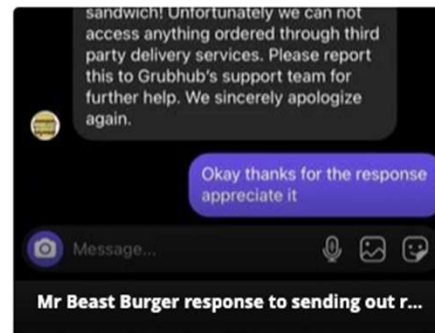 sandwich! Unfortunately we can not
access anything ordered through third
party delivery services. Please report
this to Grubhub's support team for
further help. We sincerely apologize
again.
Okay thanks for the response
appreciate it
Message...
Mr Beast Burger response to sending out r...